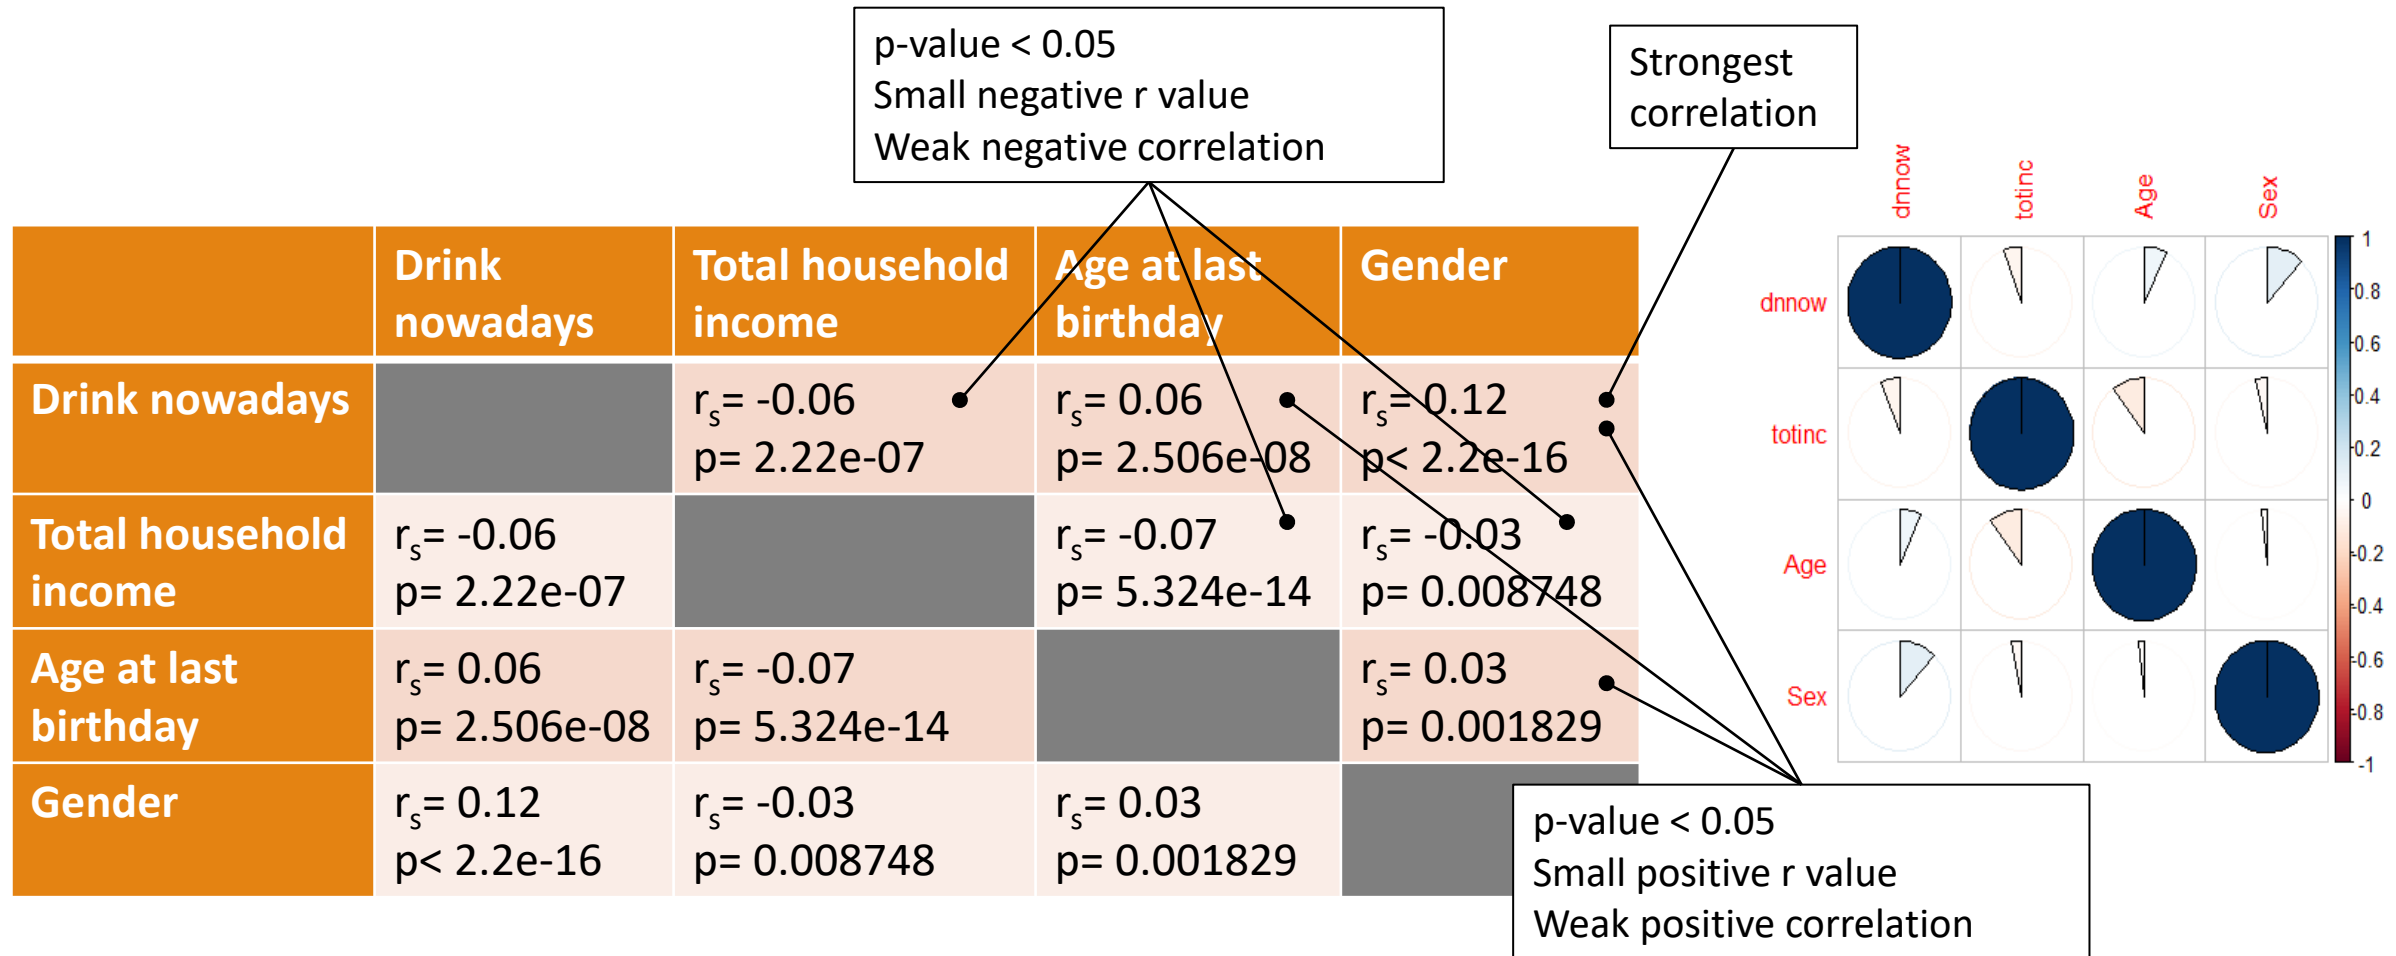 p-value < 0.05
Small negative r value
Weak negative correlation
Strongest
correlation
Drink
nowadays
Total household
income
Age at last
birthday
Gender
Drink nowadays
rs= -0.06
p= 2.22e-07
rs= 0.06
p= 2.506e-08
rs= 0.12
p< 2.2e-16
Total household
income
rs= -0.06
p= 2.22e-07
rs= -0.07
p= 5.324e-14
rs= -0.03
p= 0.008748
Age at last
birthday
rs= 0.06
p= 2.506e-08
rs= -0.07
p= 5.324e-14
rs= 0.03
p= 0.001829
Gender
rs= 0.12
p< 2.2e-16
rs= -0.03
p= 0.008748
rs= 0.03
p= 0.001829
p-value < 0.05
Small positive r value
Weak positive correlation
dnnow
totinc
Age
Sex
dnnow
totinc
Age
Sex
1
0.8
0.6
0.4
0.2
0
-0.2
-0.4
-0.6
-0.8
-1